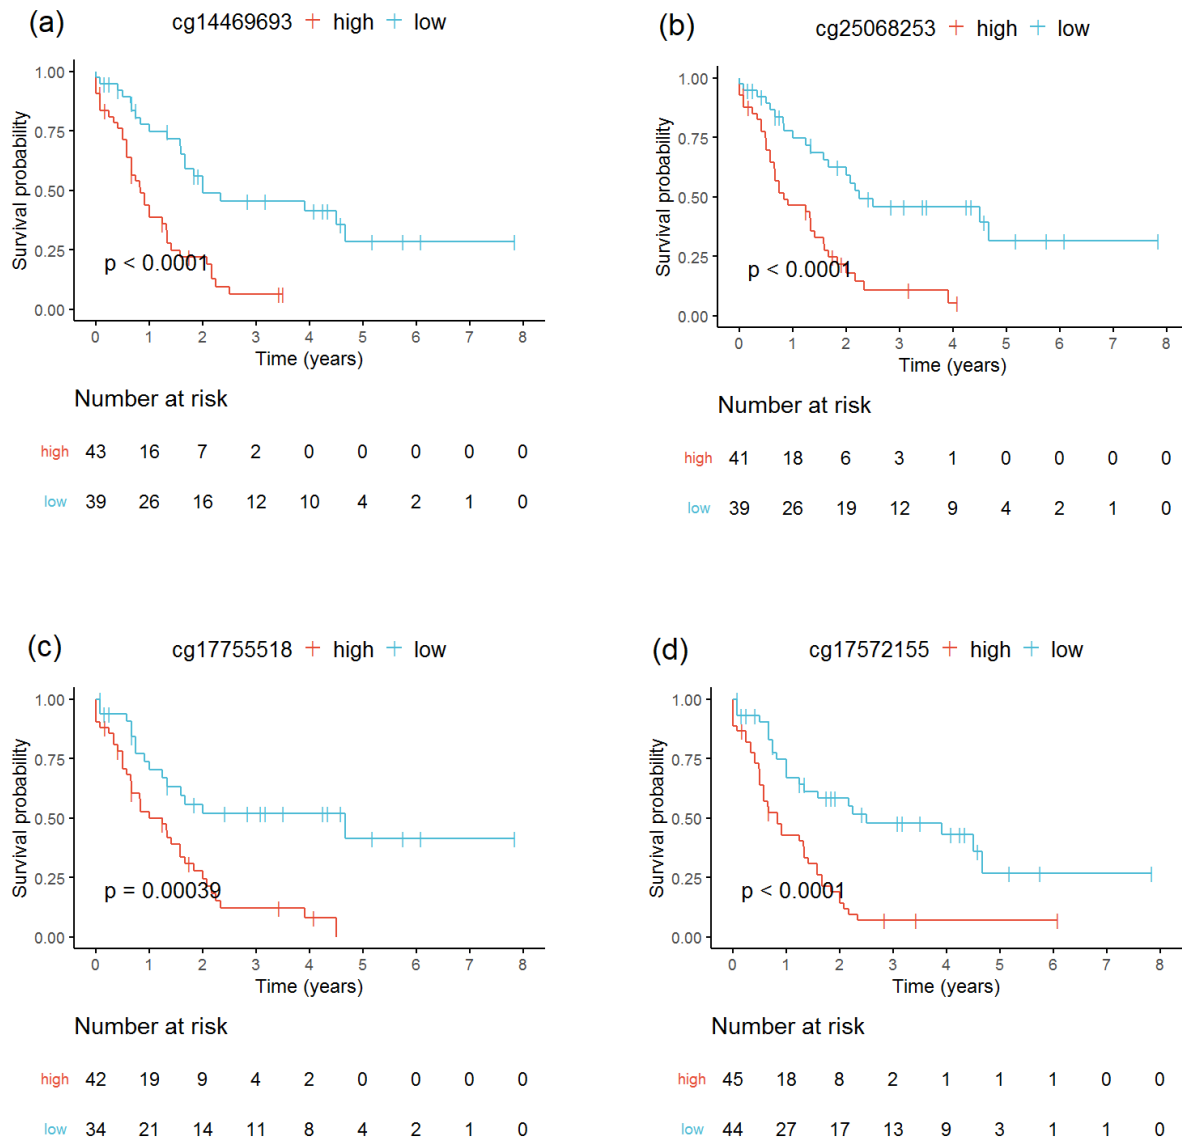 (a)
cg14469693 high low
Survival probability
1.00
0.75
0.50
0.25
0.00
p < 0.0001
0 1 2 3 4 5 6 7 8
Time (years)
Number at risk
high 43 16 7 2 0 0 0 0 0
low 39 26 16 12 10 4 2 1 0
(b)
cg25068253 high low
Survival probability
1.00
0.75
0.50
0.25
0.00
p < 0.0001
0 1 2 3 4 5 6 7 8
Time (years)
Number at risk
high 41 18 6 3 1 0 0 0 0
low 39 26 19 12 9 4 2 1 0
(c)
cg17755518 high low
Survival probability
1.00
0.75
0.50
0.25
0.00
p = 0.00039
0 1 2 3 4 5 6 7 8
Time (years)
Number at risk
high 42 19 9 4 2 0 0 0 0
low 34 21 14 11 8 4 2 1 0
(d)
cg17572155 high low
Survival probability
1.00
0.75
0.50
0.25
0.00
p < 0.0001
0 1 2 3 4 5 6 7 8
Time (years)
Number at risk
high 45 18 8 2 1 1 1 0 0
low 44 27 17 13 9 3 1 1 0